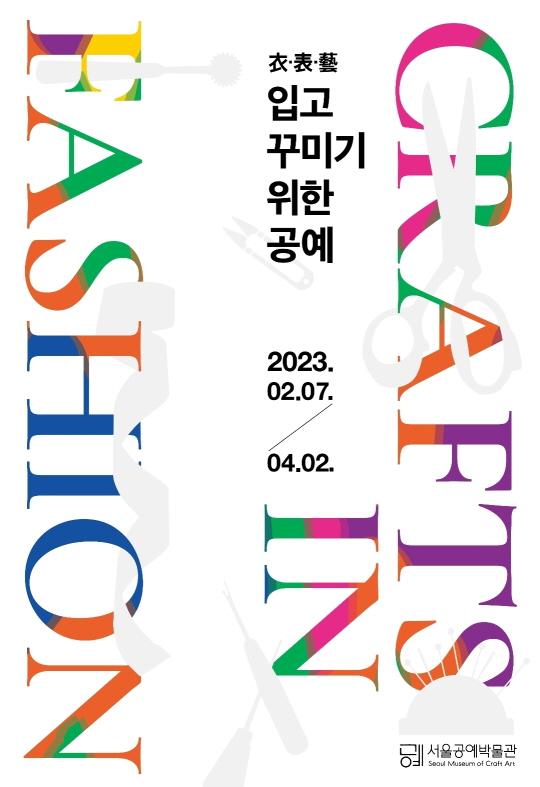 衣·表·藝
입고
꾸미기
위한
공예
2023.
02.07.
04.02.
CRAFTS
IN
FASHION
서울공예박물관
Seoul Museum of Craft Art